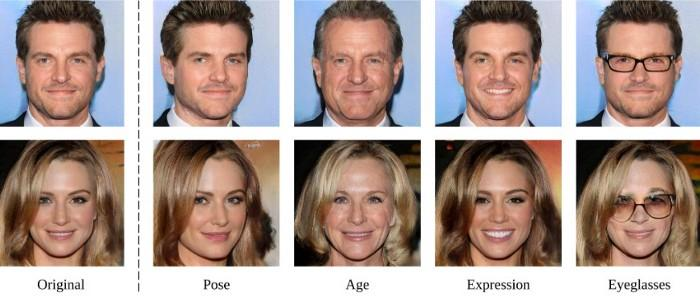 Original
Pose
Age
Expression
Eyeglasses